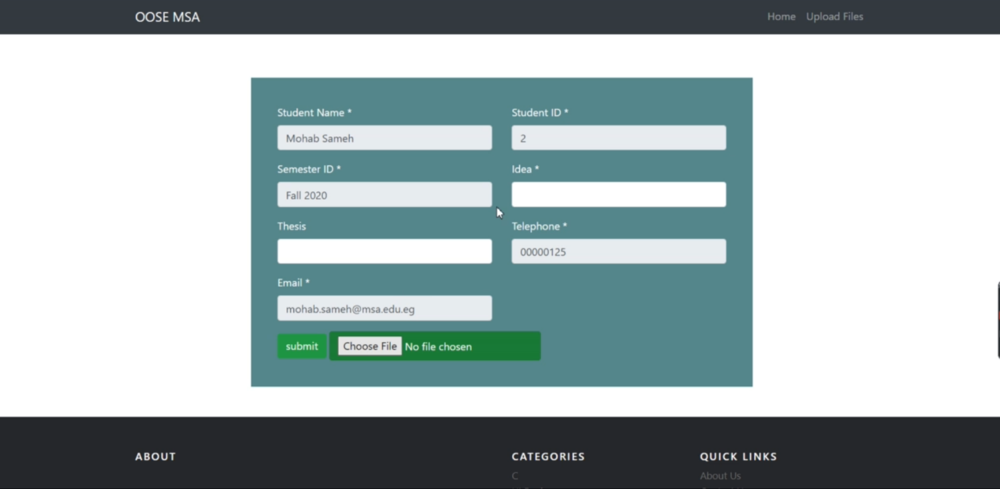 OOSE MSA
Home Upload Files
Student Name * Student ID *
Mohab Sameh 2
Semester ID * Idea *
Fall 2020
Thesis Telephone *
00000125
Email *
mohab.sameh@msa.edu.eg
submit Choose File No file chosen
ABOUT CATEGORIES QUICK LINKS
C About Us